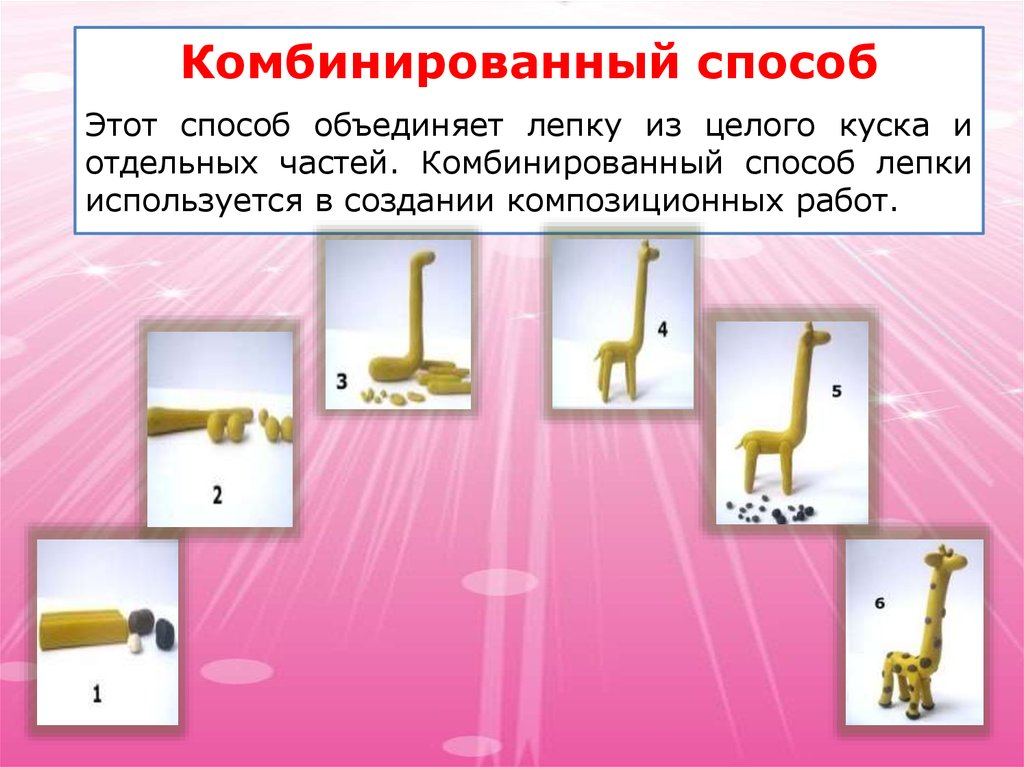 Комбинированный способ
Этот способ объединяет лепку из целого куска и
отдельных частей. Комбинированный способ лепки
используется в создании композиционных работ.
1
2
3
4
5
6